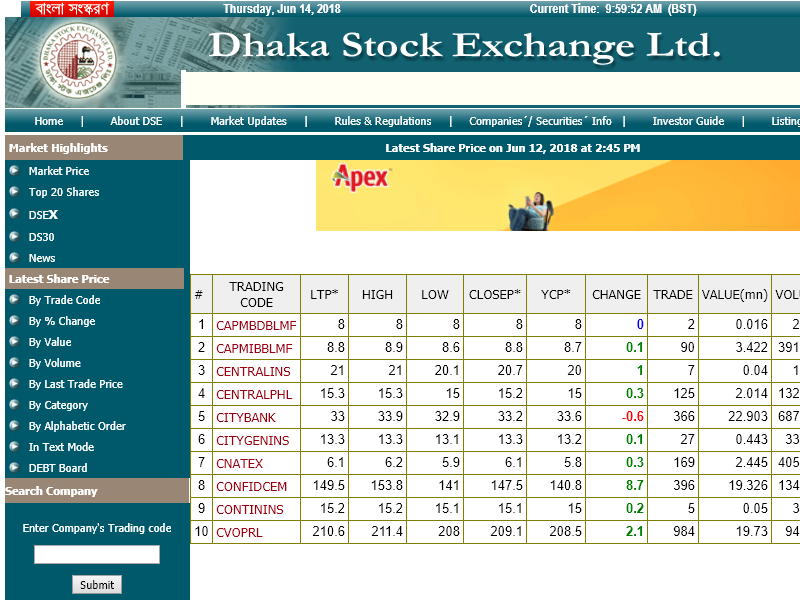 বাংলা সংস্করণ
Thursday, Jun 14, 2018
Current Time: 9:59:52 AM (BST)
DHAKA STOCK EXCHANGE LTD.
Dhaka Stock Exchange Ltd.
Home | About DSE | Market Updates | Rules & Regulations | Companies´/ Securities´ Info | Investor Guide | Listing
Market Highlights
Market Price
Top 20 Shares
DSEX
DS30
News
Latest Share Price
By Trade Code
By % Change
By Value
By Volume
By Last Trade Price
By Category
By Alphabetic Order
In Text Mode
DEBT Board
Search Company
Enter Company's Trading code
Submit
Latest Share Price on Jun 12, 2018 at 2:45 PM
Apex
# TRADING CODE LTP* HIGH LOW CLOSEP* YCP* CHANGE TRADE VALUE(mn) VOLU
1 CAPMBDBLMF 8 8 8 8 8 0 2 0.016 2
2 CAPMIBBLMF 8.8 8.9 8.6 8.8 8.7 0.1 90 3.422 391
3 CENTRALINS 21 21 20.1 20.7 20 1 7 0.04 1
4 CENTRALPHL 15.3 15.3 15 15.2 15 0.3 125 2.014 132
5 CITYBANK 33 33.9 32.9 33.2 33.6 -0.6 366 22.903 687
6 CITYGENINS 13.3 13.3 13.1 13.3 13.2 0.1 27 0.443 33
7 CNATEX 6.1 6.2 5.9 6.1 5.8 0.3 169 2.445 405
8 CONFIDCEM 149.5 153.8 141 147.5 140.8 8.7 396 19.326 134
9 CONTININS 15.2 15.2 15.1 15.1 15 0.2 5 0.05 3
10 CVOPRL 210.6 211.4 208 209.1 208.5 2.1 984 19.73 94